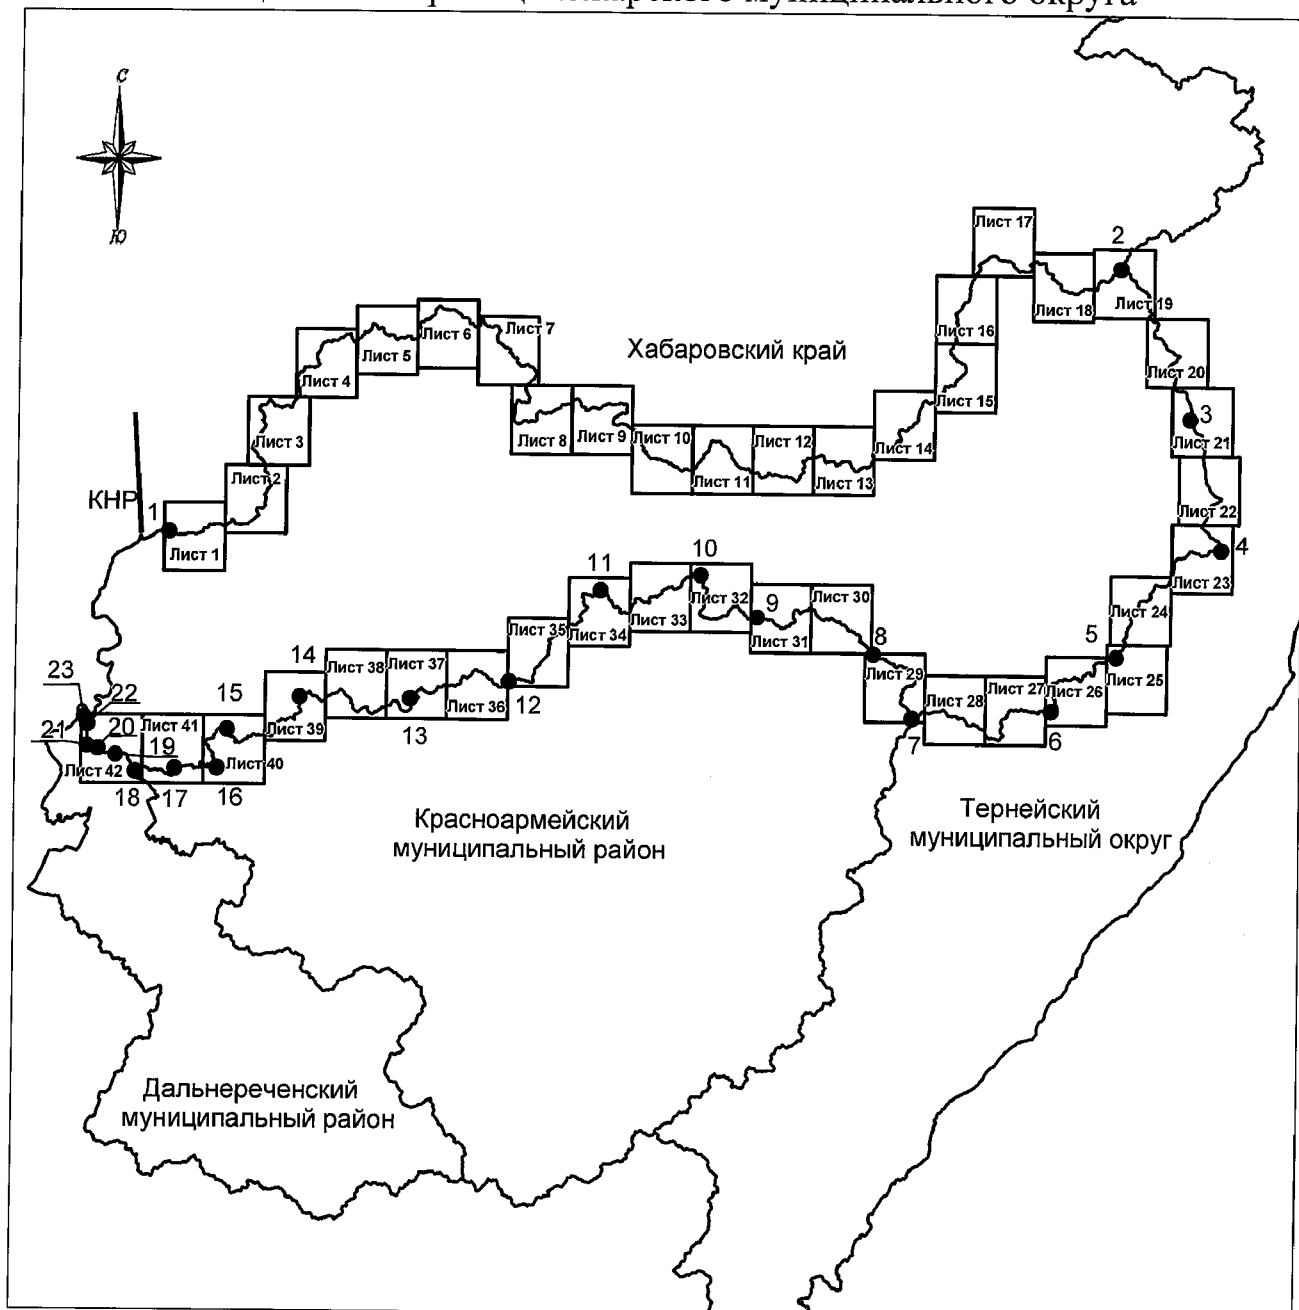 муниципального округа
С
Ю
Лист 17
2
Лист 18
Лист 19
Лист 16
Лист 7
Лист 6
Лист 5
Хабаровский край
Лист 4
Лист 20
Лист 15
3
Лист 3
Лист 8
Лист 9
Лист 10
Лист 12
Лист 14
Лист 21
Лист 2
Лист 11
Лист 13
КНР
1
Лист 22
Лист 1
4
11
10
Лист 23
Лист 32
Лист 30
Лист 24
Лист 33
9
Лист 35
Лист 34
Лист 31
8
5
14
Лист 38
Лист 37
Лист 29
Лист 25
23
22
15
12
Лист 28
Лист 27
Лист 26
Лист 36
13
7
6
21
20
Лист 41
Лист 39
19
Лист 42
Лист 40
18
17
16
Красноармейский
муниципальный район
Тернейский
муниципальный округ
Дальнереченский
муниципальный район